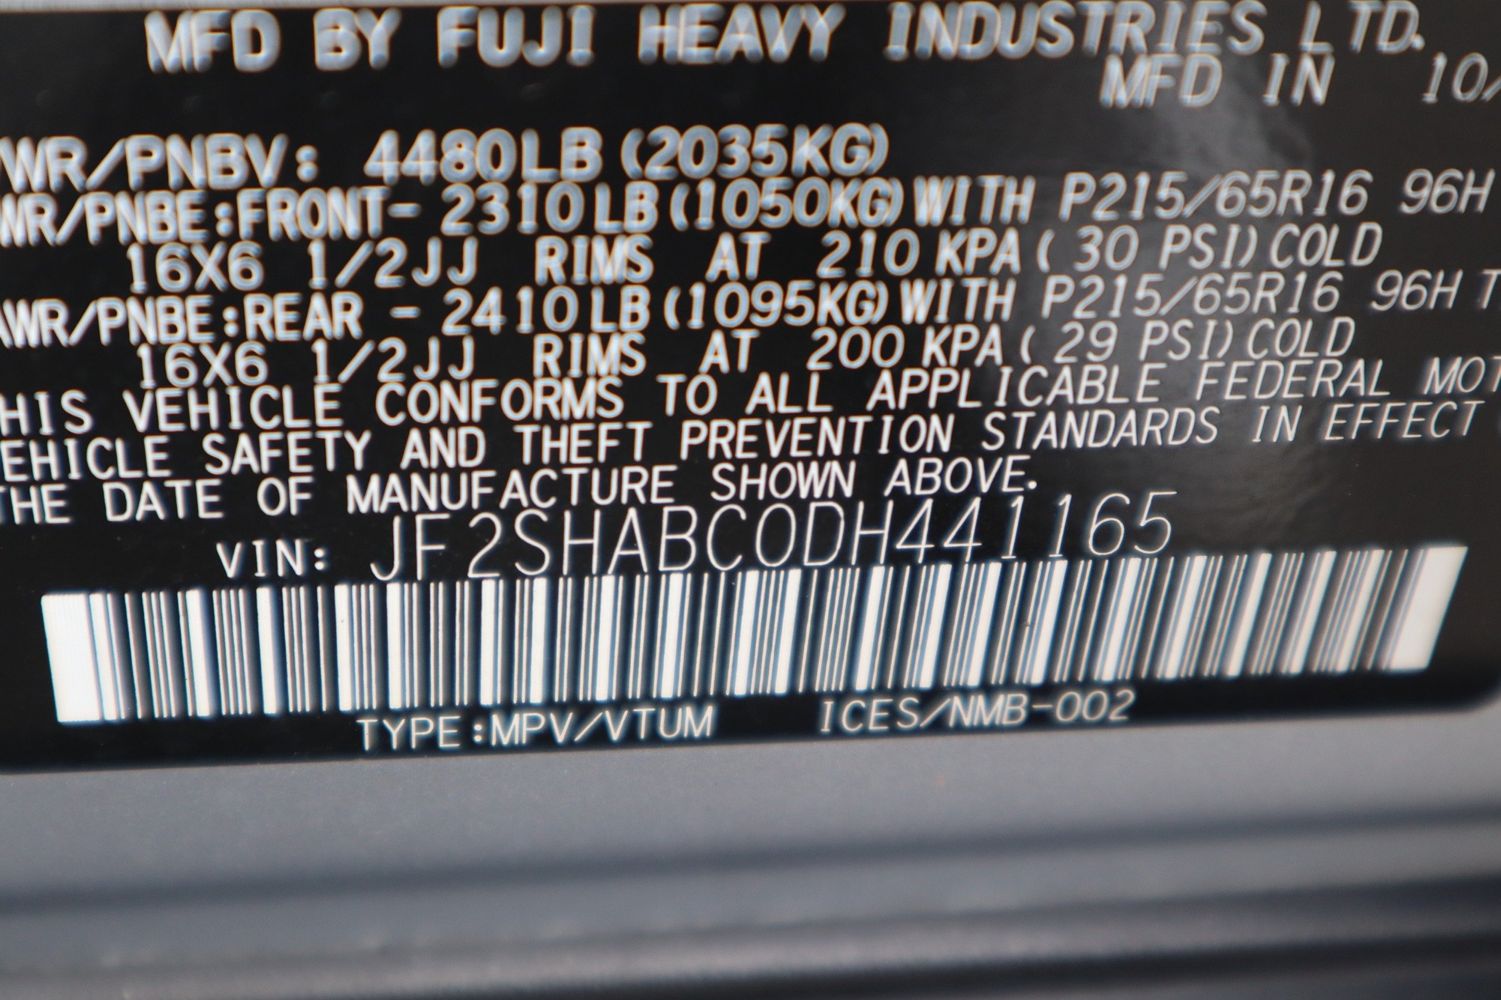 MFD BY FUJI HEAVY INDUSTRIES LTD.
MFD IN 10/
WR/PNBV: 4480LB (2035KG)
WR/PNBE:FRONT- 2310LB (1050KG) WITH P215/65R16 96H
16X6 1/2JJ RIMS AT 210 KPA ( 30 PSI) COLD
AWR/PNBE:REAR - 2410LB (1095KG) WITH P215/65R16 96H T
16X6 1/2JJ RIMS AT 200 KPA ( 29 PSI) COLD
HIS VEHICLE CONFORMS TO ALL APPLICABLE FEDERAL MOT
EHICLE SAFETY AND THEFT PREVENTION STANDARDS IN EFFECT
THE DATE OF MANUFACTURE SHOWN ABOVE.
VIN: JF2SHABC0DH441165
TYPE:MPV/VTUM ICES/NMB-002